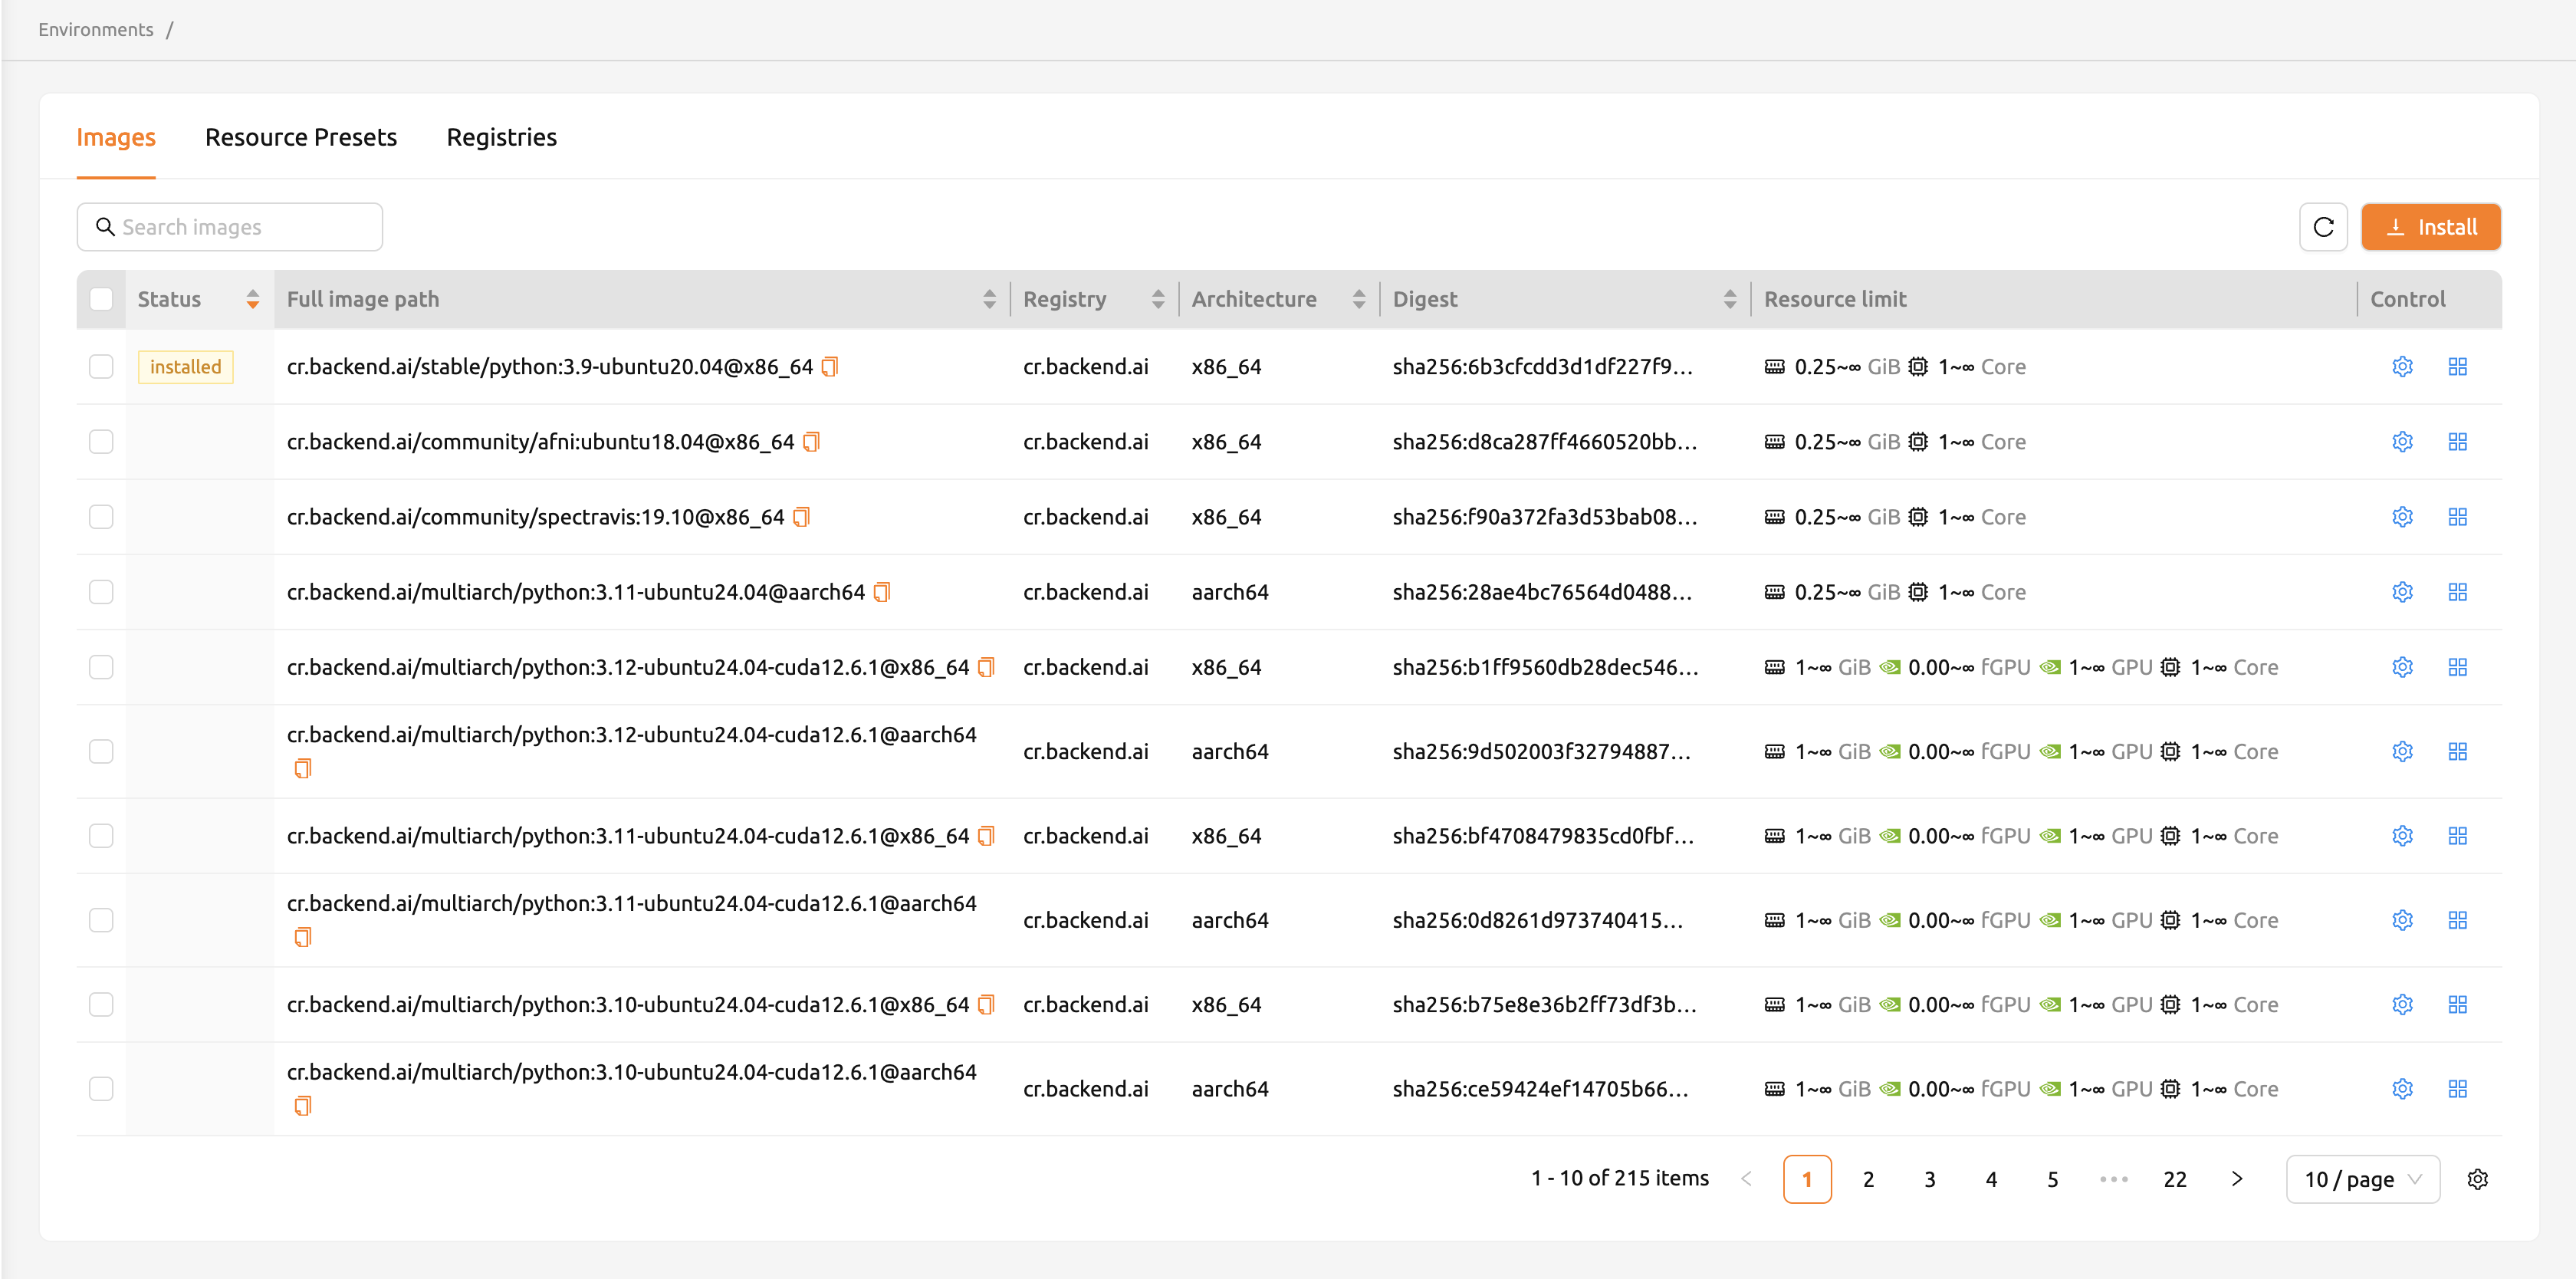 Environments /
Images Resource Presets Registries
Search images Install
Status Full image path Registry Architecture Digest Resource limit Control
installed cr.backend.ai/stable/python:3.9-ubuntu20.04@x86_64 cr.backend.ai x86_64 sha256:6b3cfcdd3d1df227f9... 0.25~∞ GiB 1~∞ Core
cr.backend.ai/community/afni:ubuntu18.04@x86_64 cr.backend.ai x86_64 sha256:d8ca287ff4660520bb... 0.25~∞ GiB 1~∞ Core
cr.backend.ai/community/spectravis:19.10@x86_64 cr.backend.ai x86_64 sha256:f90a372fa3d53bab08... 0.25~∞ GiB 1~∞ Core
cr.backend.ai/multiarch/python:3.11-ubuntu24.04@aarch64 cr.backend.ai aarch64 sha256:28ae4bc76564d0488... 0.25~∞ GiB 1~∞ Core
cr.backend.ai/multiarch/python:3.12-ubuntu24.04-cuda12.6.1@x86_64 cr.backend.ai x86_64 sha256:b1ff9560db28dec546... 1~∞ GiB 0.00~∞ fGPU 1~∞ GPU 1~∞ Core
cr.backend.ai/multiarch/python:3.12-ubuntu24.04-cuda12.6.1@aarch64 cr.backend.ai aarch64 sha256:9d502003f32794887... 1~∞ GiB 0.00~∞ fGPU 1~∞ GPU 1~∞ Core
cr.backend.ai/multiarch/python:3.11-ubuntu24.04-cuda12.6.1@x86_64 cr.backend.ai x86_64 sha256:bf4708479835cd0fbf... 1~∞ GiB 0.00~∞ fGPU 1~∞ GPU 1~∞ Core
cr.backend.ai/multiarch/python:3.11-ubuntu24.04-cuda12.6.1@aarch64 cr.backend.ai aarch64 sha256:0d8261d973740415... 1~∞ GiB 0.00~∞ fGPU 1~∞ GPU 1~∞ Core
cr.backend.ai/multiarch/python:3.10-ubuntu24.04-cuda12.6.1@x86_64 cr.backend.ai x86_64 sha256:b75e8e36b2ff73df3b... 1~∞ GiB 0.00~∞ fGPU 1~∞ GPU 1~∞ Core
cr.backend.ai/multiarch/python:3.10-ubuntu24.04-cuda12.6.1@aarch64 cr.backend.ai aarch64 sha256:ce59424ef14705b66... 1~∞ GiB 0.00~∞ fGPU 1~∞ GPU 1~∞ Core
1 - 10 of 215 items < 1 2 3 4 5 ••• 22 > 10 / page